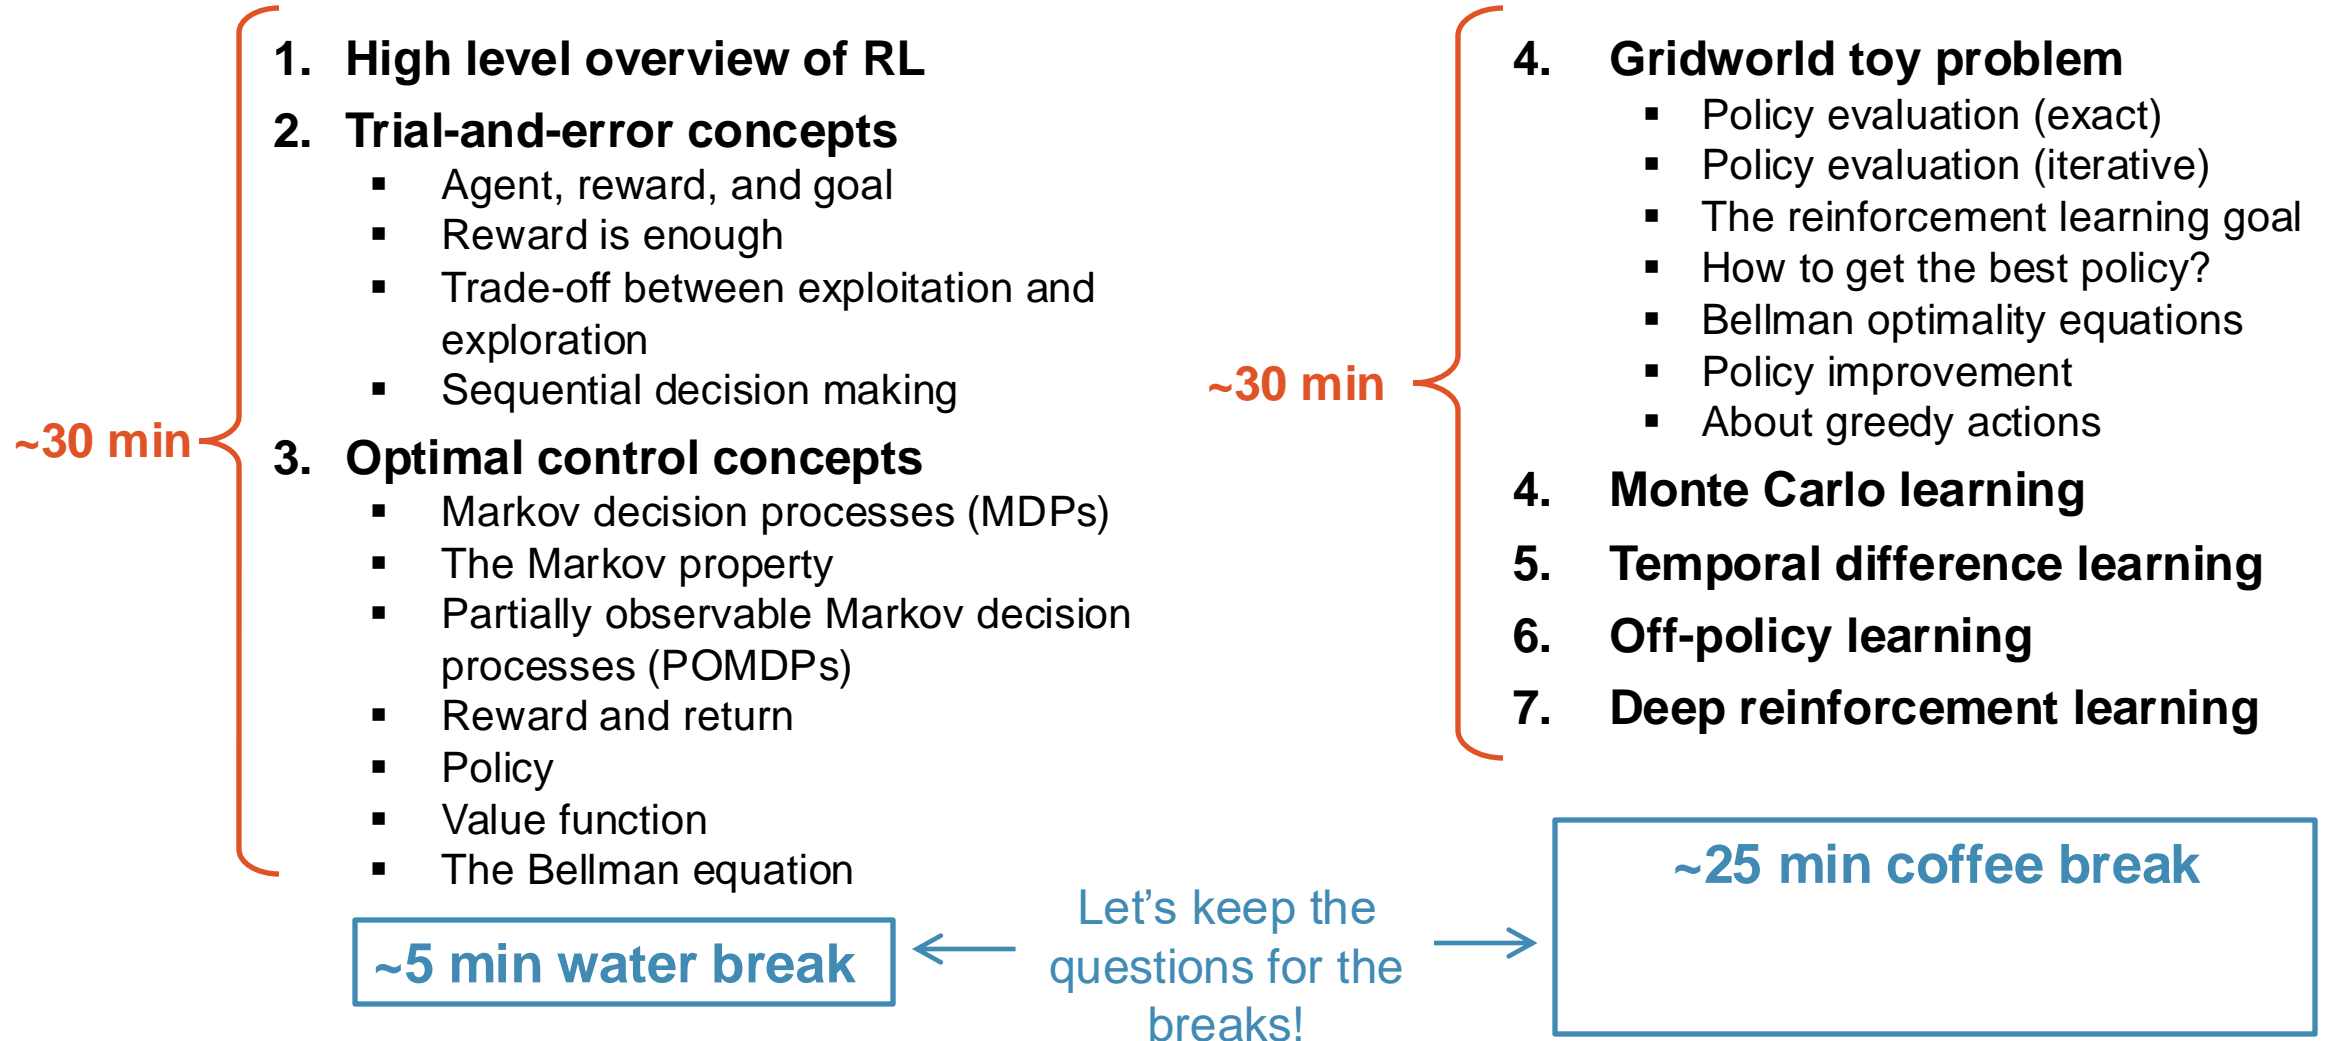 ~30 min
1. High level overview of RL
2. Trial-and-error concepts
▪ Agent, reward, and goal
▪ Reward is enough
▪ Trade-off between exploitation and
exploration
▪ Sequential decision making
3. Optimal control concepts
▪ Markov decision processes (MDPs)
▪ The Markov property
▪ Partially observable Markov decision
processes (POMDPs)
▪ Reward and return
▪ Policy
▪ Value function
▪ The Bellman equation
~5 min water break
~30 min
4. Gridworld toy problem
▪ Policy evaluation (exact)
▪ Policy evaluation (iterative)
▪ The reinforcement learning goal
▪ How to get the best policy?
▪ Bellman optimality equations
▪ Policy improvement
▪ About greedy actions
4. Monte Carlo learning
5. Temporal difference learning
6. Off-policy learning
7. Deep reinforcement learning
Let’s keep the
questions for the
breaks!
~25 min coffee break